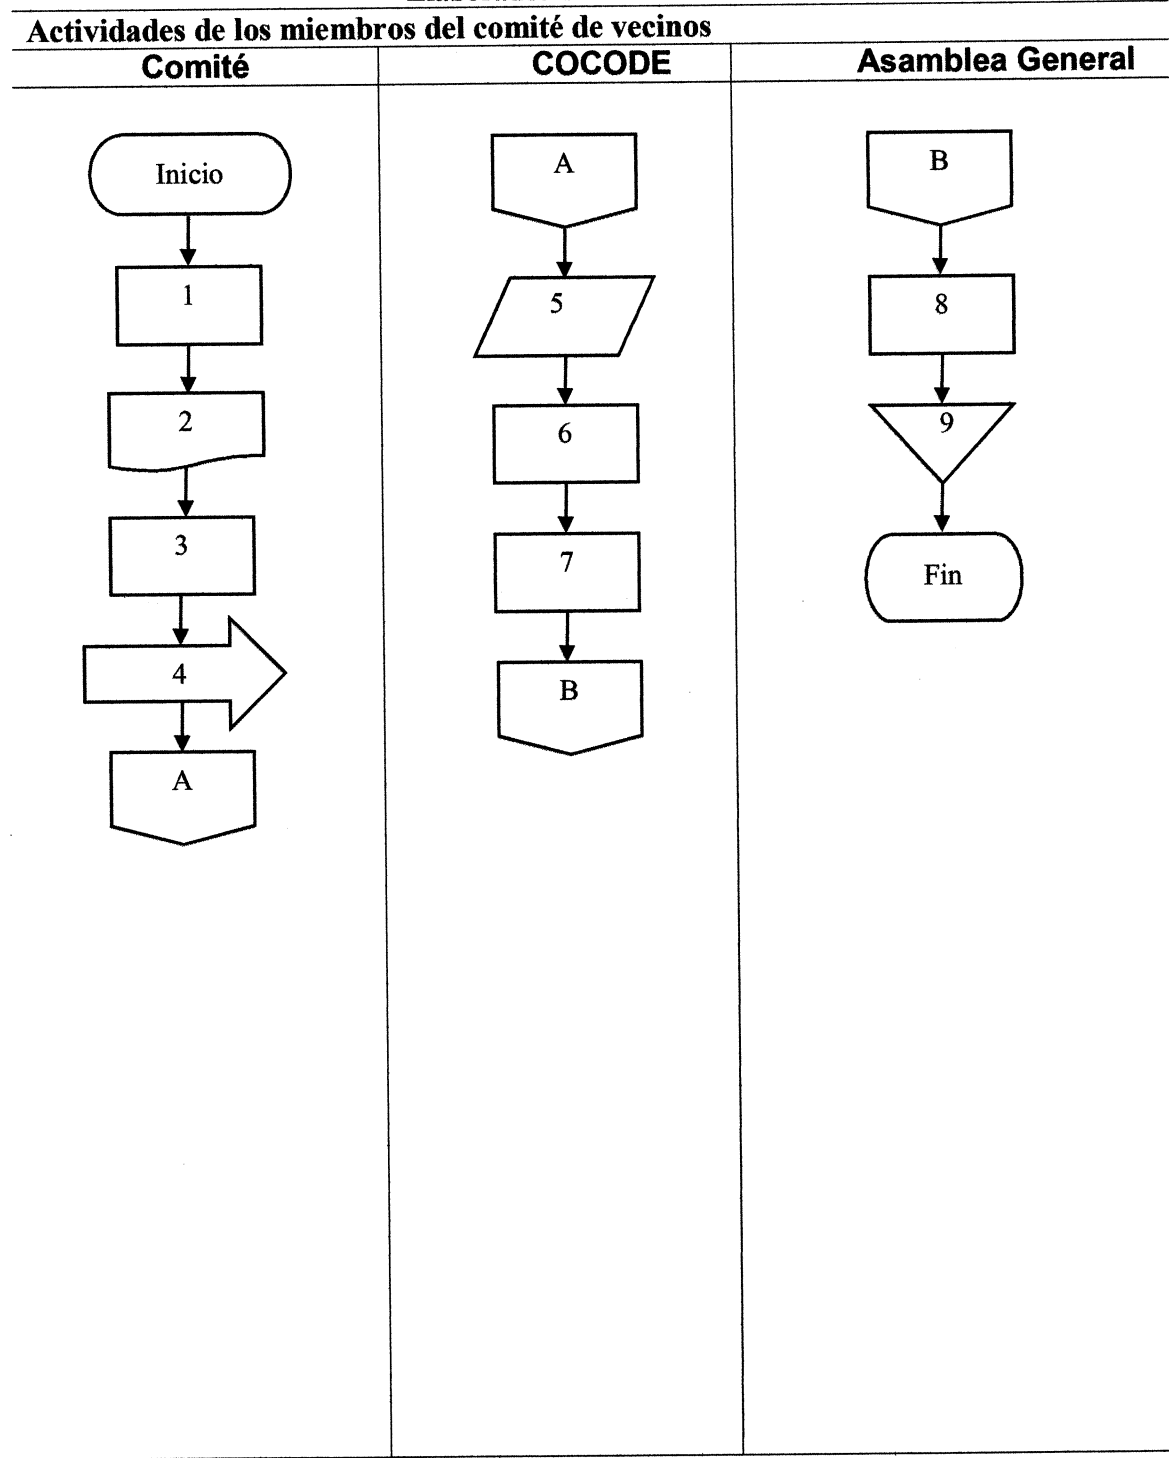 Actividades de los miembros del comité de vecinos
Comité
COCODE
Asamblea General
Inicio
1
2
3
4
A
A
5
6
7
B
B
8
9
Fin